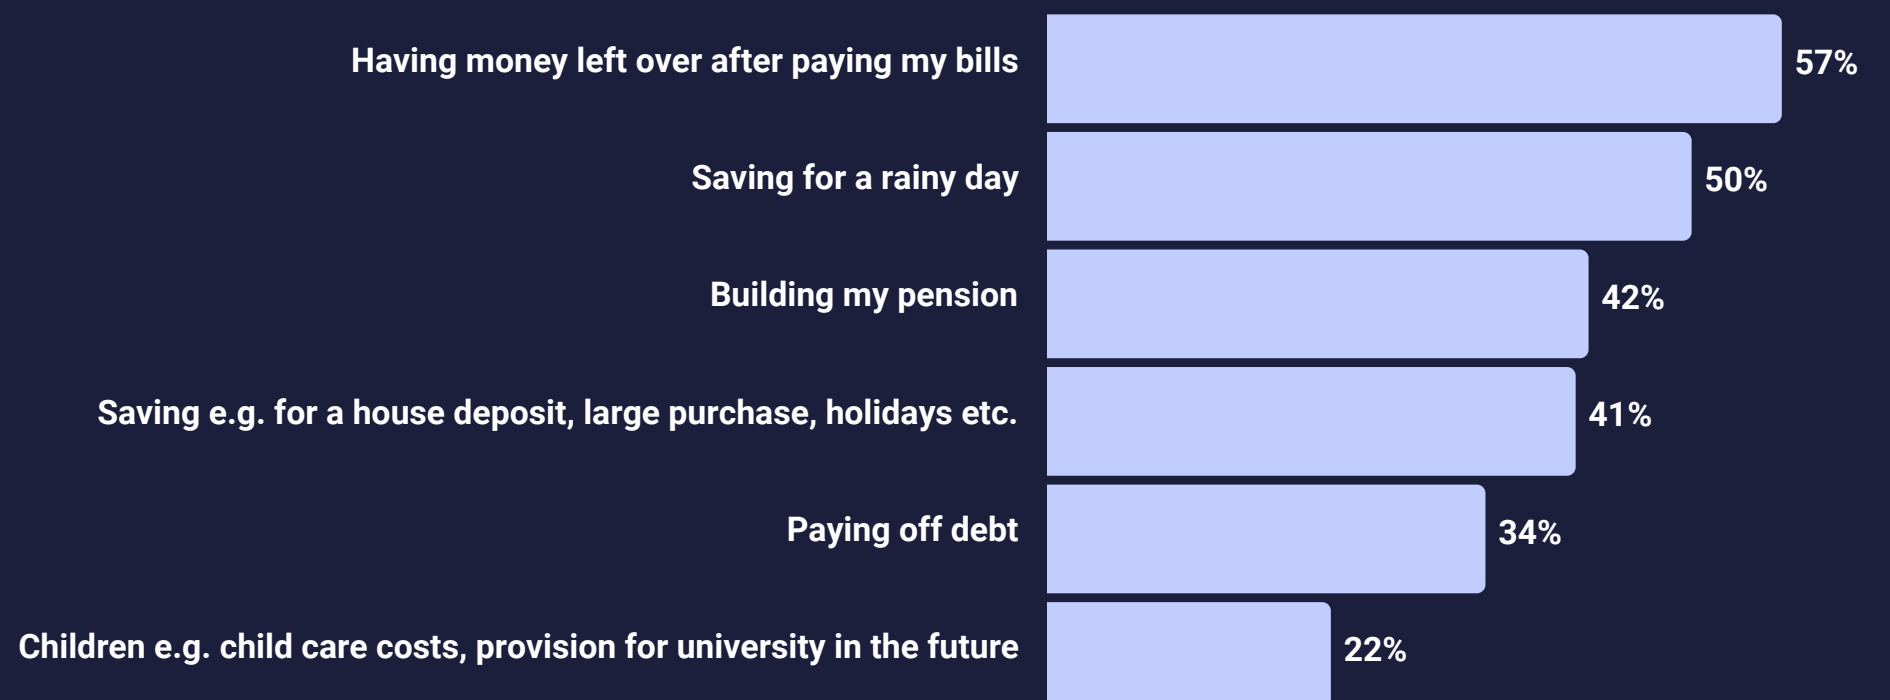 Having money left over after paying my bills 57%
Saving for a rainy day 50%
Building my pension 42%
Saving e.g. for a house deposit, large purchase, holidays etc. 41%
Paying off debt 34%
Children e.g. child care costs, provision for university in the future 22%